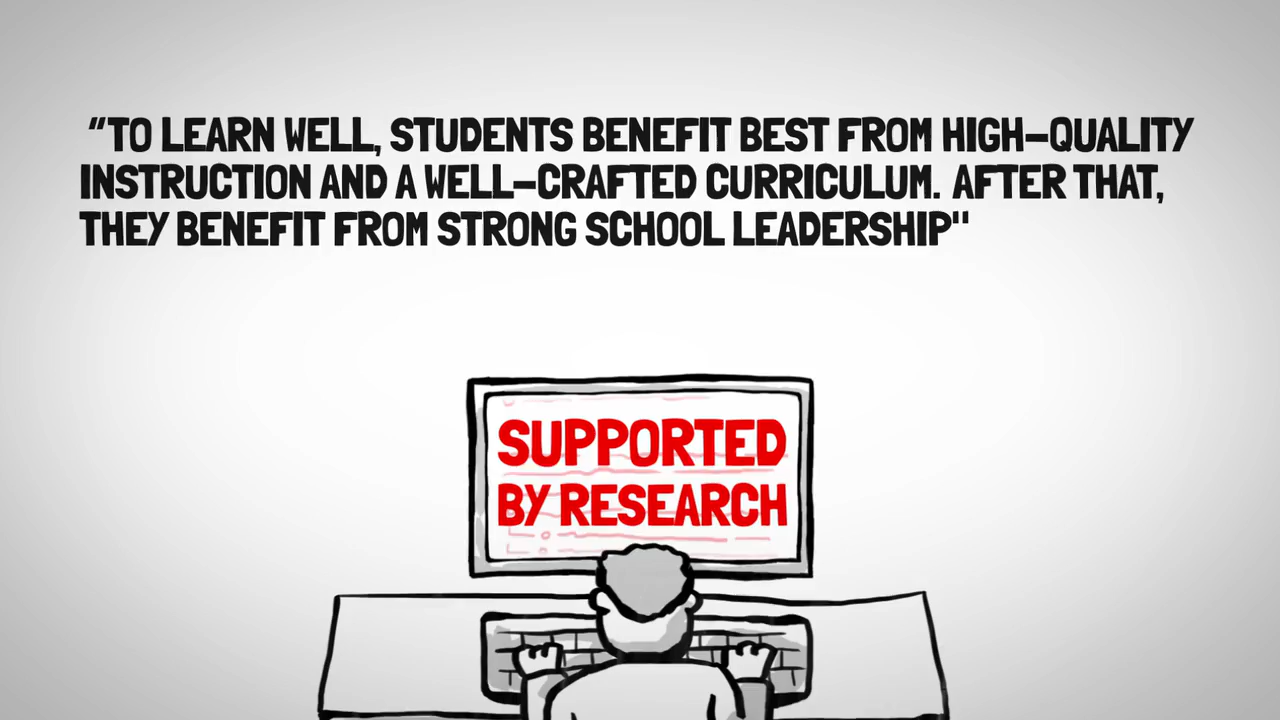 “TO LEARN WELL, STUDENTS BENEFIT BEST FROM HIGH–QUALITY
INSTRUCTION AND A WELL–CRAFTED CURRICULUM. AFTER THAT,
THEY BENEFIT FROM STRONG SCHOOL LEADERSHIP"
SUPPORTED
BY RESEARCH